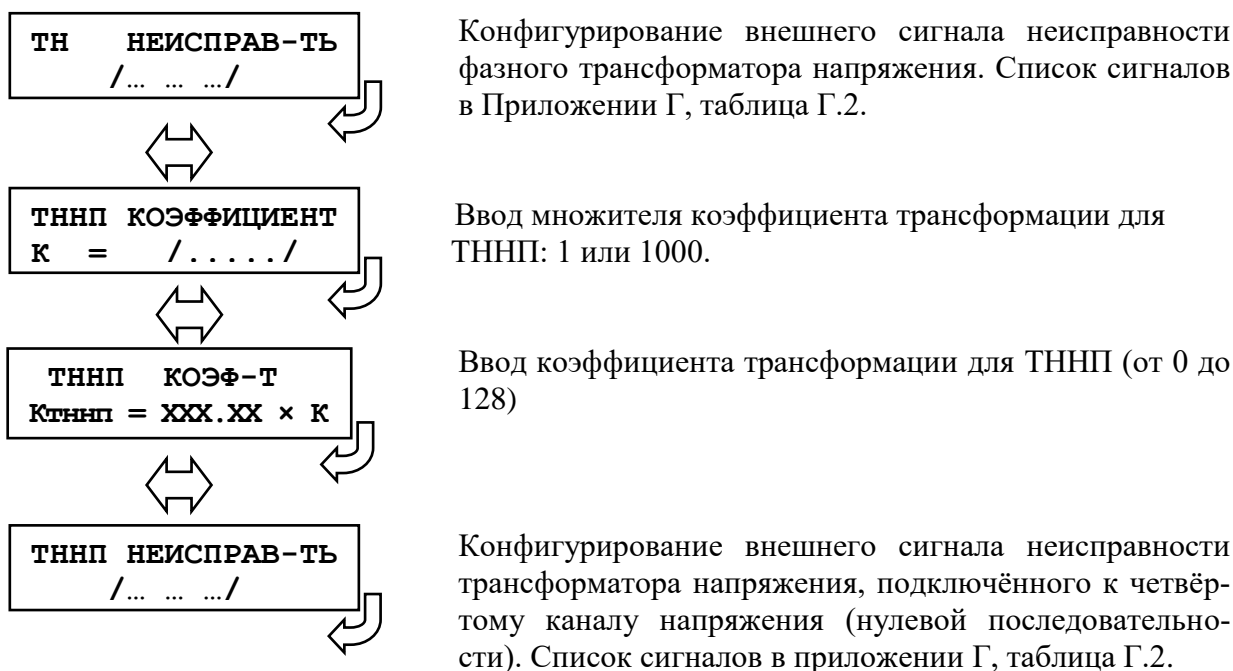 ТН НЕИСПРАВ-ТЬ
/… … …/
Конфигурирование внешнего сигнала неисправности
фазного трансформатора напряжения. Список сигналов
в Приложении Г, таблица Г.2.
ТННП КОЭФФИЦИЕНТ
К = /...../
Ввод множителя коэффициента трансформации для
ТННП: 1 или 1000.
ТННП КОЭФ-Т
Ктннп = ХХХ.ХХ × К
Ввод коэффициента трансформации для ТННП (от 0 до
128)
ТННП НЕИСПРАВ-ТЬ
/… … …/
Конфигурирование внешнего сигнала неисправности
трансформатора напряжения, подключённого к четвёр-
тому каналу напряжения (нулевой последовательно-
сти). Список сигналов в приложении Г, таблица Г.2.